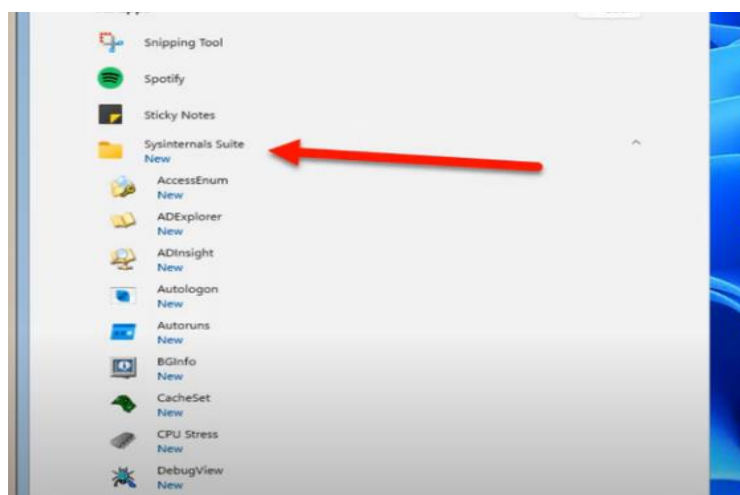 Snipping Tool
Spotify
Sticky Notes
Sysinternals Suite
New
AccessEnum
New
ADExplorer
New
ADInsight
New
Autologon
New
Autoruns
New
BGInfo
New
CacheSet
New
CPU Stress
New
DebugView
New